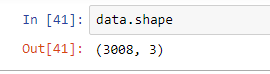 In [41]: data.shape
Out[41]: (3008, 3)